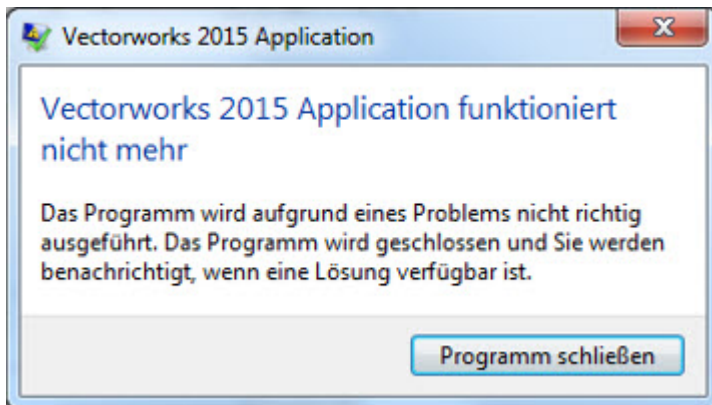 Vectorworks 2015 Application
Vectorworks 2015 Application funktioniert
nicht mehr
Das Programm wird aufgrund eines Problems nicht richtig
ausgeführt. Das Programm wird geschlossen und Sie werden
benachrichtigt, wenn eine Lösung verfügbar ist.
Programm schließen